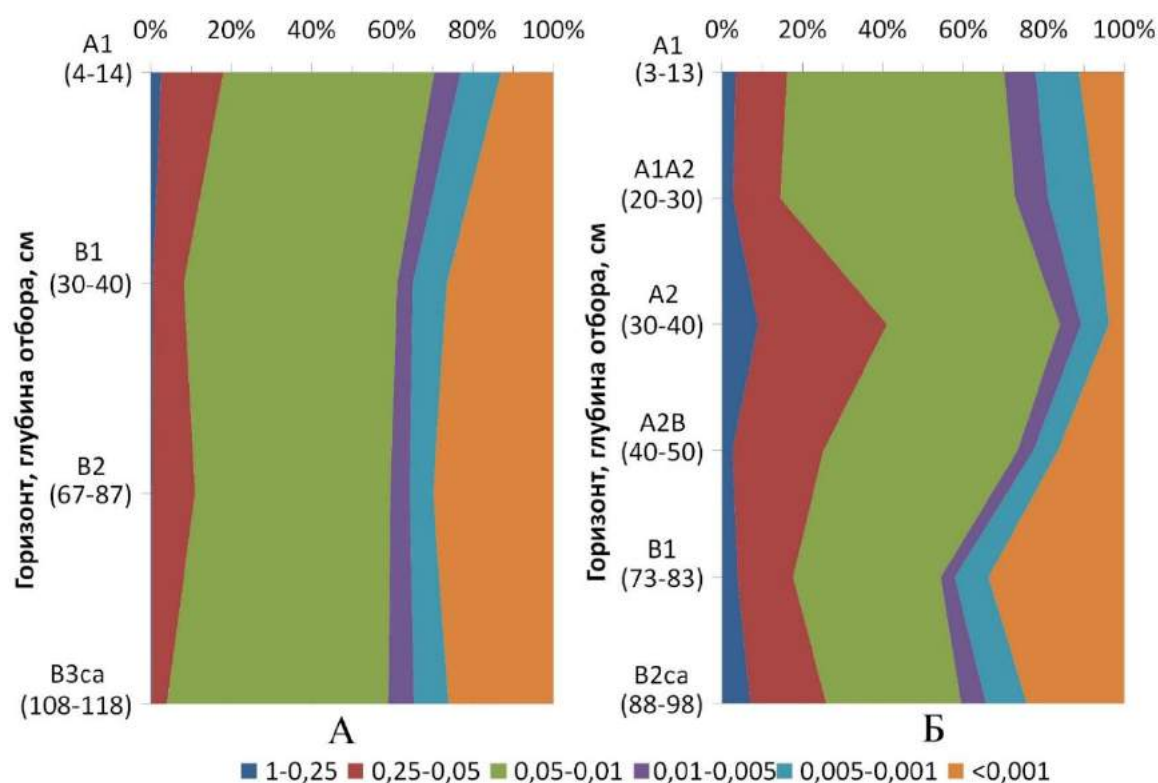 0% 20% 40% 60% 80% 100%
A1
(4-14)
B1
(30-40)
B2
(67-87)
B3ca
(108-118)
Горизонт, глубина отбора, см
А
0% 20% 40% 60% 80% 100%
A1
(3-13)
A1A2
(20-30)
A2
(30-40)
A2B
(40-50)
B1
(73-83)
B2ca
(88-98)
Горизонт, глубина отбора, см
Б
1-0,25 0,25-0,05 0,05-0,01 0,01-0,005 0,005-0,001 <0,001